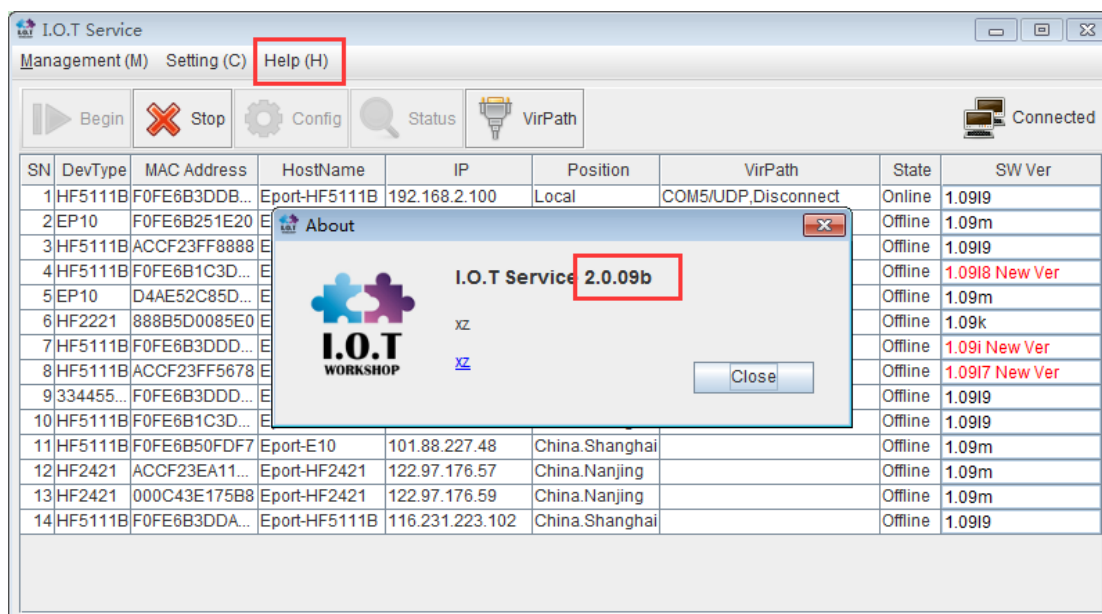 I.O.T Service
Management (M) Setting (C) Help (H)
Begin Stop Config Status VirPath Connected
SN DevType MAC Address HostName IP Position VirPath State SW Ver
1 HF5111B F0FE6B3DDB... Eport-HF5111B 192.168.2.100 Local COM5/UDP,Disconnect Online 1.09I9
2 EP10 F0FE6B251E20 E Offline 1.09m
3 HF5111B ACCF23FF8888 E Offline 1.09I9
4 HF5111B F0FE6B1C3D... E Offline 1.09I8 New Ver
5 EP10 D4AE52C85D... E Offline 1.09m
6 HF2221 888B5D0085E0 E Offline 1.09k
7 HF5111B F0FE6B3DDD... E Offline 1.09i New Ver
8 HF5111B ACCF23FF5678 E Offline 1.09I7 New Ver
9 334455... F0FE6B3DDD... E Offline 1.09I9
10 HF5111B F0FE6B1C3D... Offline 1.09I9
11 HF5111B F0FE6B50FDF7 Eport-E10 101.88.227.48 China.Shanghai Offline 1.09m
12 HF2421 ACCF23EA11... Eport-HF2421 122.97.176.57 China.Nanjing Offline 1.09m
13 HF2421 000C43E175B8 Eport-HF2421 122.97.176.59 China.Nanjing Offline 1.09m
14 HF5111B F0FE6B3DDA... Eport-HF5111B 116.231.223.102 China.Shanghai Offline 1.09I9
About
I.O.T Service 2.0.09b
xz
xz
I.O.T
WORKSHOP
Close